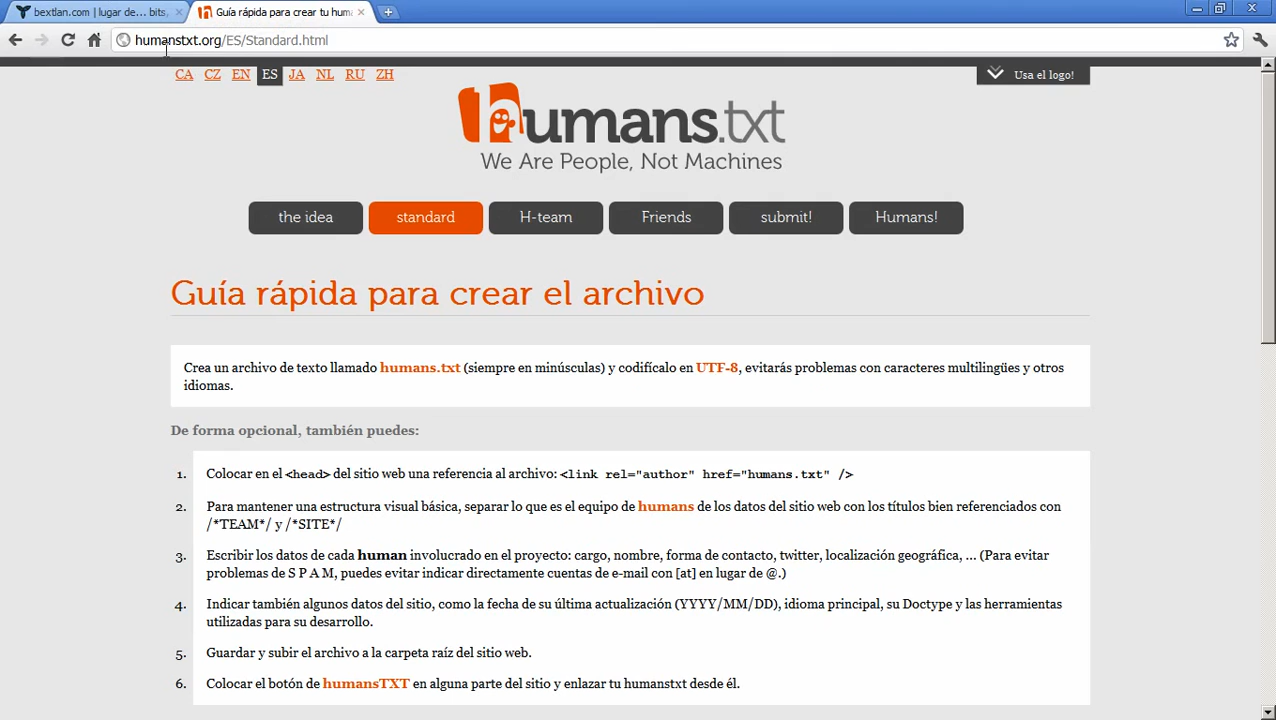 bextlan.com | lugar de... bits,
Guía rápida para crear tu huma
humanstxt.org/ES/Standard.html
CA CZ EN ES JA NL RU ZH
Usa el logo!
humans.txt
We Are People, Not Machines
the idea standard H-team Friends submit! Humans!
Guía rápida para crear el archivo
Crea un archivo de texto llamado humans.txt (siempre en minúsculas) y codifícalo en UTF-8, evitarás problemas con caracteres multilingües y otros
idiomas.
De forma opcional, también puedes:
1. Colocar en el <head> del sitio web una referencia al archivo: <link rel="author" href="humans.txt" />
2. Para mantener una estructura visual básica, separar lo que es el equipo de humans de los datos del sitio web con los títulos bien referenciados con
/*TEAM*/ y /*SITE*/
3. Escribir los datos de cada human involucrado en el proyecto: cargo, nombre, forma de contacto, twitter, localización geográfica, ... (Para evitar
problemas de S P A M, puedes evitar indicar directamente cuentas de e-mail con [at] en lugar de @.)
4. Indicar también algunos datos del sitio, como la fecha de su última actualización (YYYY/MM/DD), idioma principal, su Doctype y las herramientas
utilizadas para su desarrollo.
5. Guardar y subir el archivo a la carpeta raíz del sitio web.
6. Colocar el botón de humansTXT en alguna parte del sitio y enlazar tu humanstxt desde él.